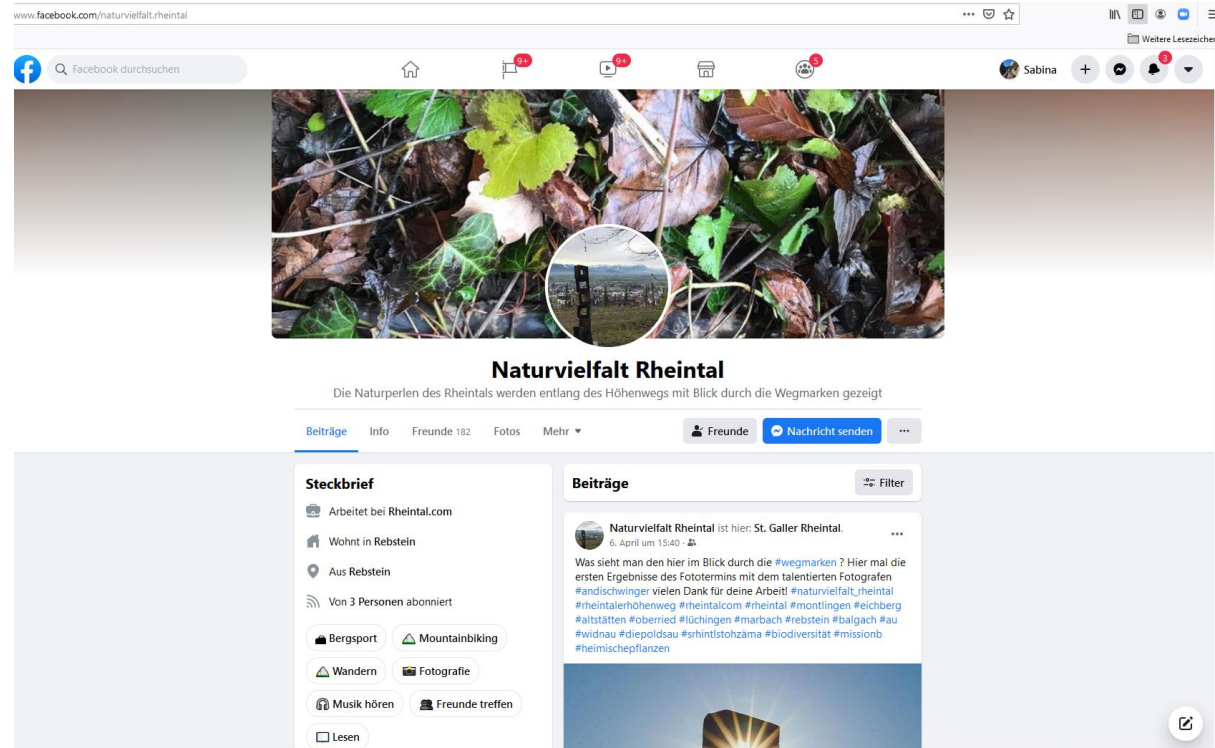 www.facebook.com/naturvielfalt.rheintal
Weitere Lesezeichen
Facebook durchsuchen
9+
9+
5
Sabina
3
Naturvielfalt Rheintal
Die Naturperlen des Rheintals werden entlang des Höhenwegs mit Blick durch die Wegmarken gezeigt
Beiträge Info Freunde 182 Fotos Mehr
Freunde
Nachricht senden
Steckbrief
Arbeitet bei Rheintal.com
Wohnt in Rebstein
Aus Rebstein
Von 3 Personen abonniert
Bergsport
Mountainbiking
Wandern
Fotografie
Musik hören
Freunde treffen
Lesen
Beiträge
Filter
Naturvielfalt Rheintal ist hier: St. Galler Rheintal.
6. April um 15:40 ·
Was sieht man den hier im Blick durch die #wegmarken ? Hier mal die
ersten Ergebnisse des Fototermins mit dem talentierten Fotografen
#andischwinger vielen Dank für deine Arbeit! #naturvielfalt_rheintal
#rheintalerhöhenweg #rheintalcom #rheintal #montlingen #eichberg
#altstätten #oberried #lüchingen #marbach #rebstein #balgach #au
#widnau #diepoldsau #srhintlstohzäma #biodiversität #missionb
#heimischepflanzen